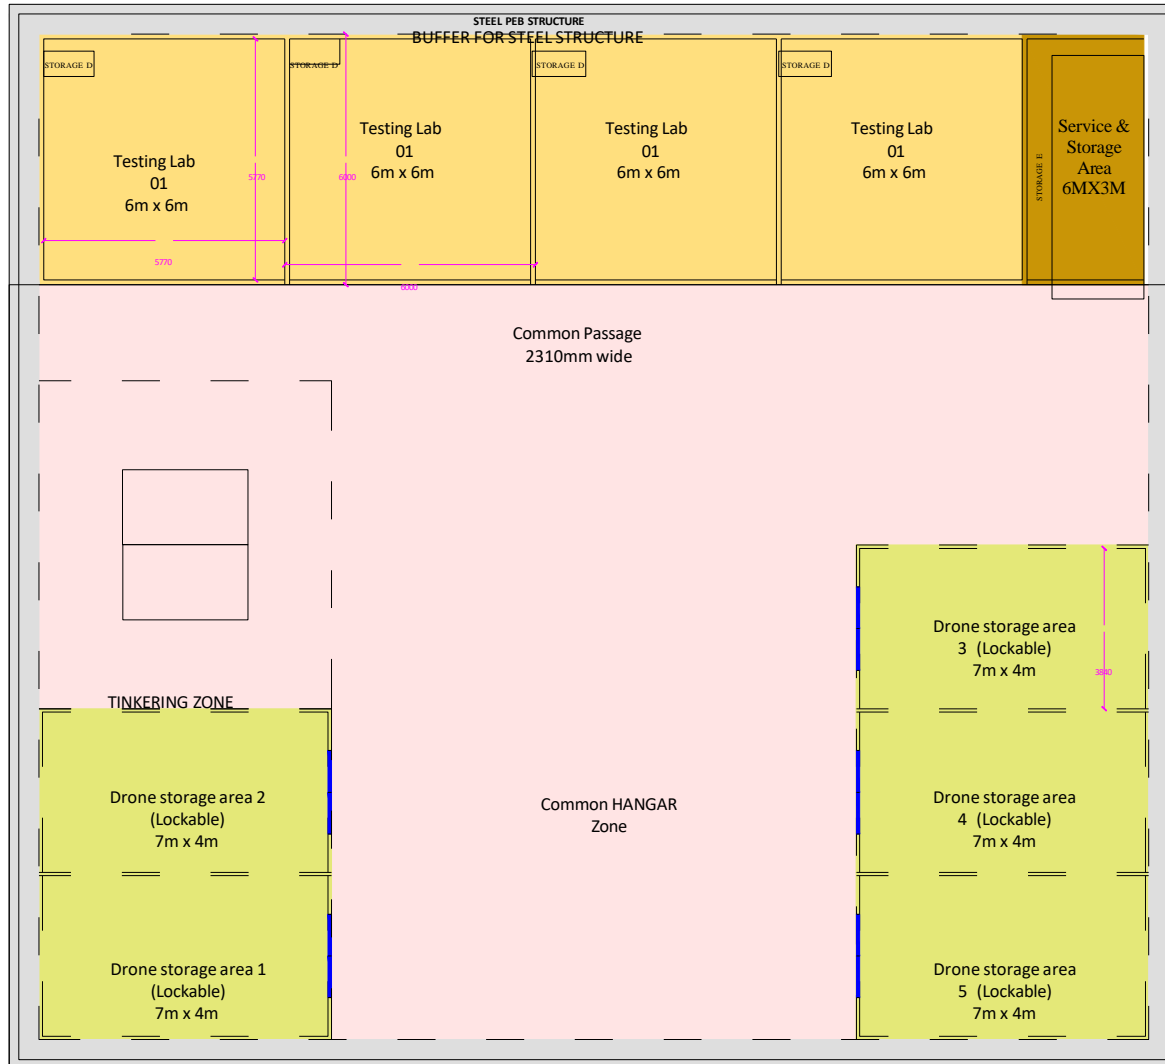 STEEL PEB STRUCTURE
BUFFER FOR STEEL STRUCTURE
STORAGE D
STORAGE D
STORAGE D
STORAGE D
Testing Lab
01
6m x 6m
Testing Lab
01
6m x 6m
Testing Lab
01
6m x 6m
Testing Lab
01
6m x 6m
STORAGE E
Service &
Storage
Area
6MX3M
5770
6000
5770
6000
Common Passage
2310mm wide
TINKERING ZONE
Drone storage area
3 (Lockable)
7m x 4m
3840
Drone storage area 2
(Lockable)
7m x 4m
Common HANGAR
Zone
Drone storage area
4 (Lockable)
7m x 4m
Drone storage area 1
(Lockable)
7m x 4m
Drone storage area
5 (Lockable)
7m x 4m